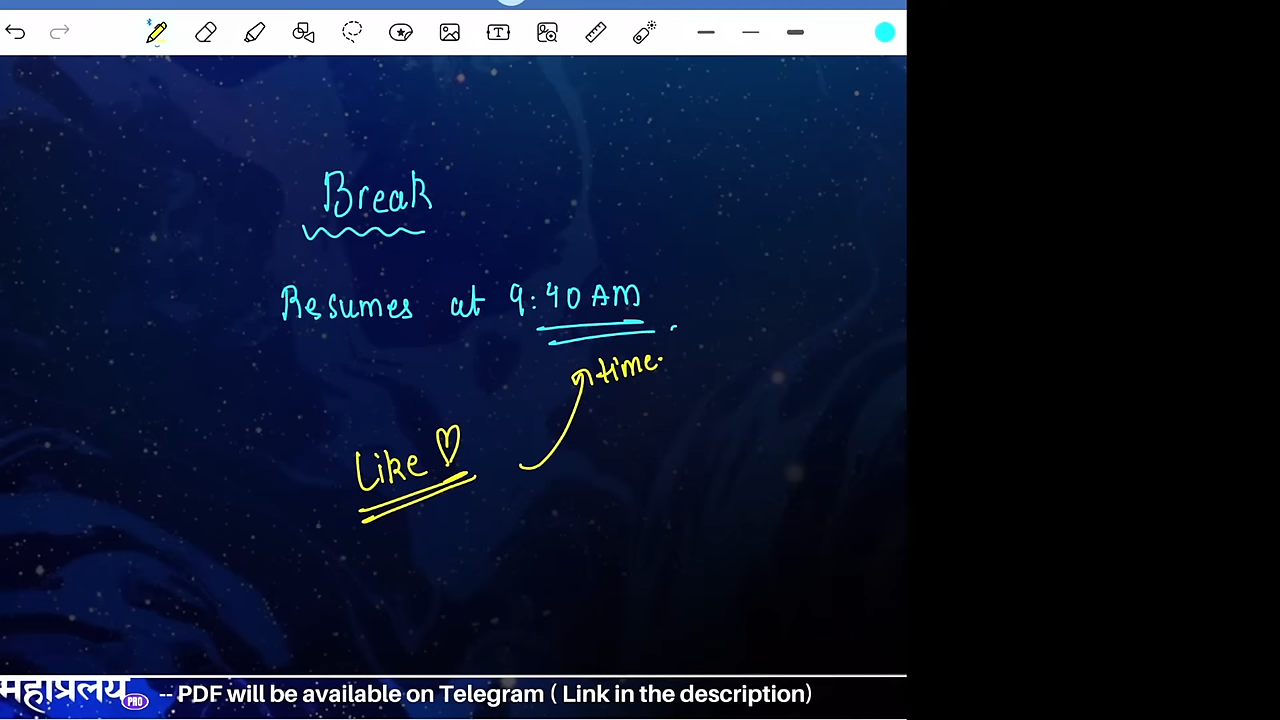 Break
Resumes at 9:40 AM
time.
Like ♡
महाप्रलय PRO -- PDF will be available on Telegram ( Link in the description)